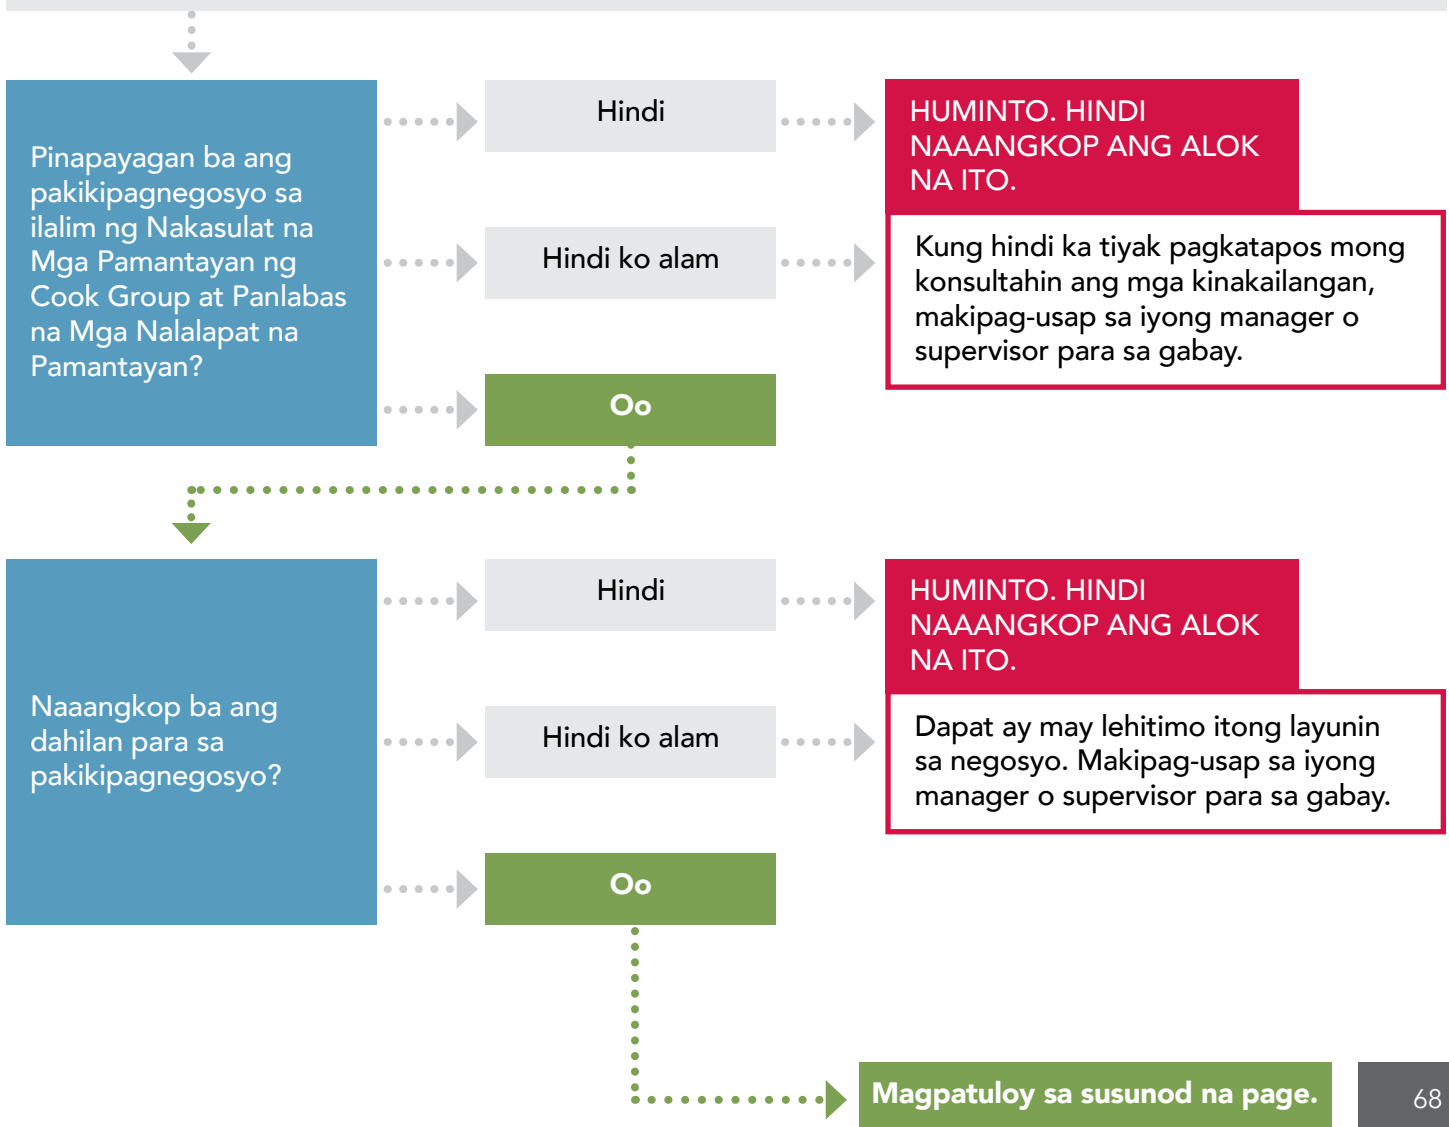 Pinapayagan ba ang
pakikipagnegosyo sa
ilalim ng Nakasulat na
Mga Pamantayan ng
Cook Group at Panlabas
na Mga Nalalapat na
Pamantayan?
Hindi
HUMINTO. HINDI
NAAANGKOP ANG ALOK
NA ITO.
Hindi ko alam
Kung hindi ka tiyak pagkatapos mong
konsultahin ang mga kinakailangan,
makipag-usap sa iyong manager o
supervisor para sa gabay.
Oo
Naaangkop ba ang
dahilan para sa
pakikipagnegosyo?
Hindi
HUMINTO. HINDI
NAAANGKOP ANG ALOK
NA ITO.
Hindi ko alam
Dapat ay may lehitimo itong layunin
sa negosyo. Makipag-usap sa iyong
manager o supervisor para sa gabay.
Oo
Magpatuloy sa susunod na page.
68